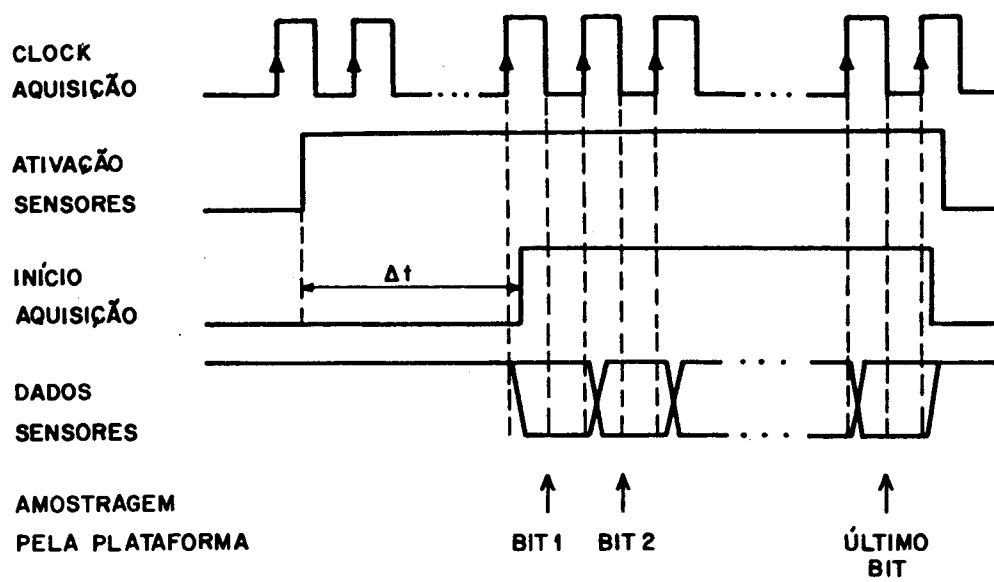 CLOCK
AQUISIÇÃO
ATIVAÇÃO
SENSORES
Δt
INÍCIO
AQUISIÇÃO
DADOS
SENSORES
AMOSTRAGEM
PELA PLATAFORMA
BIT 1
BIT 2
ÚLTIMO
BIT